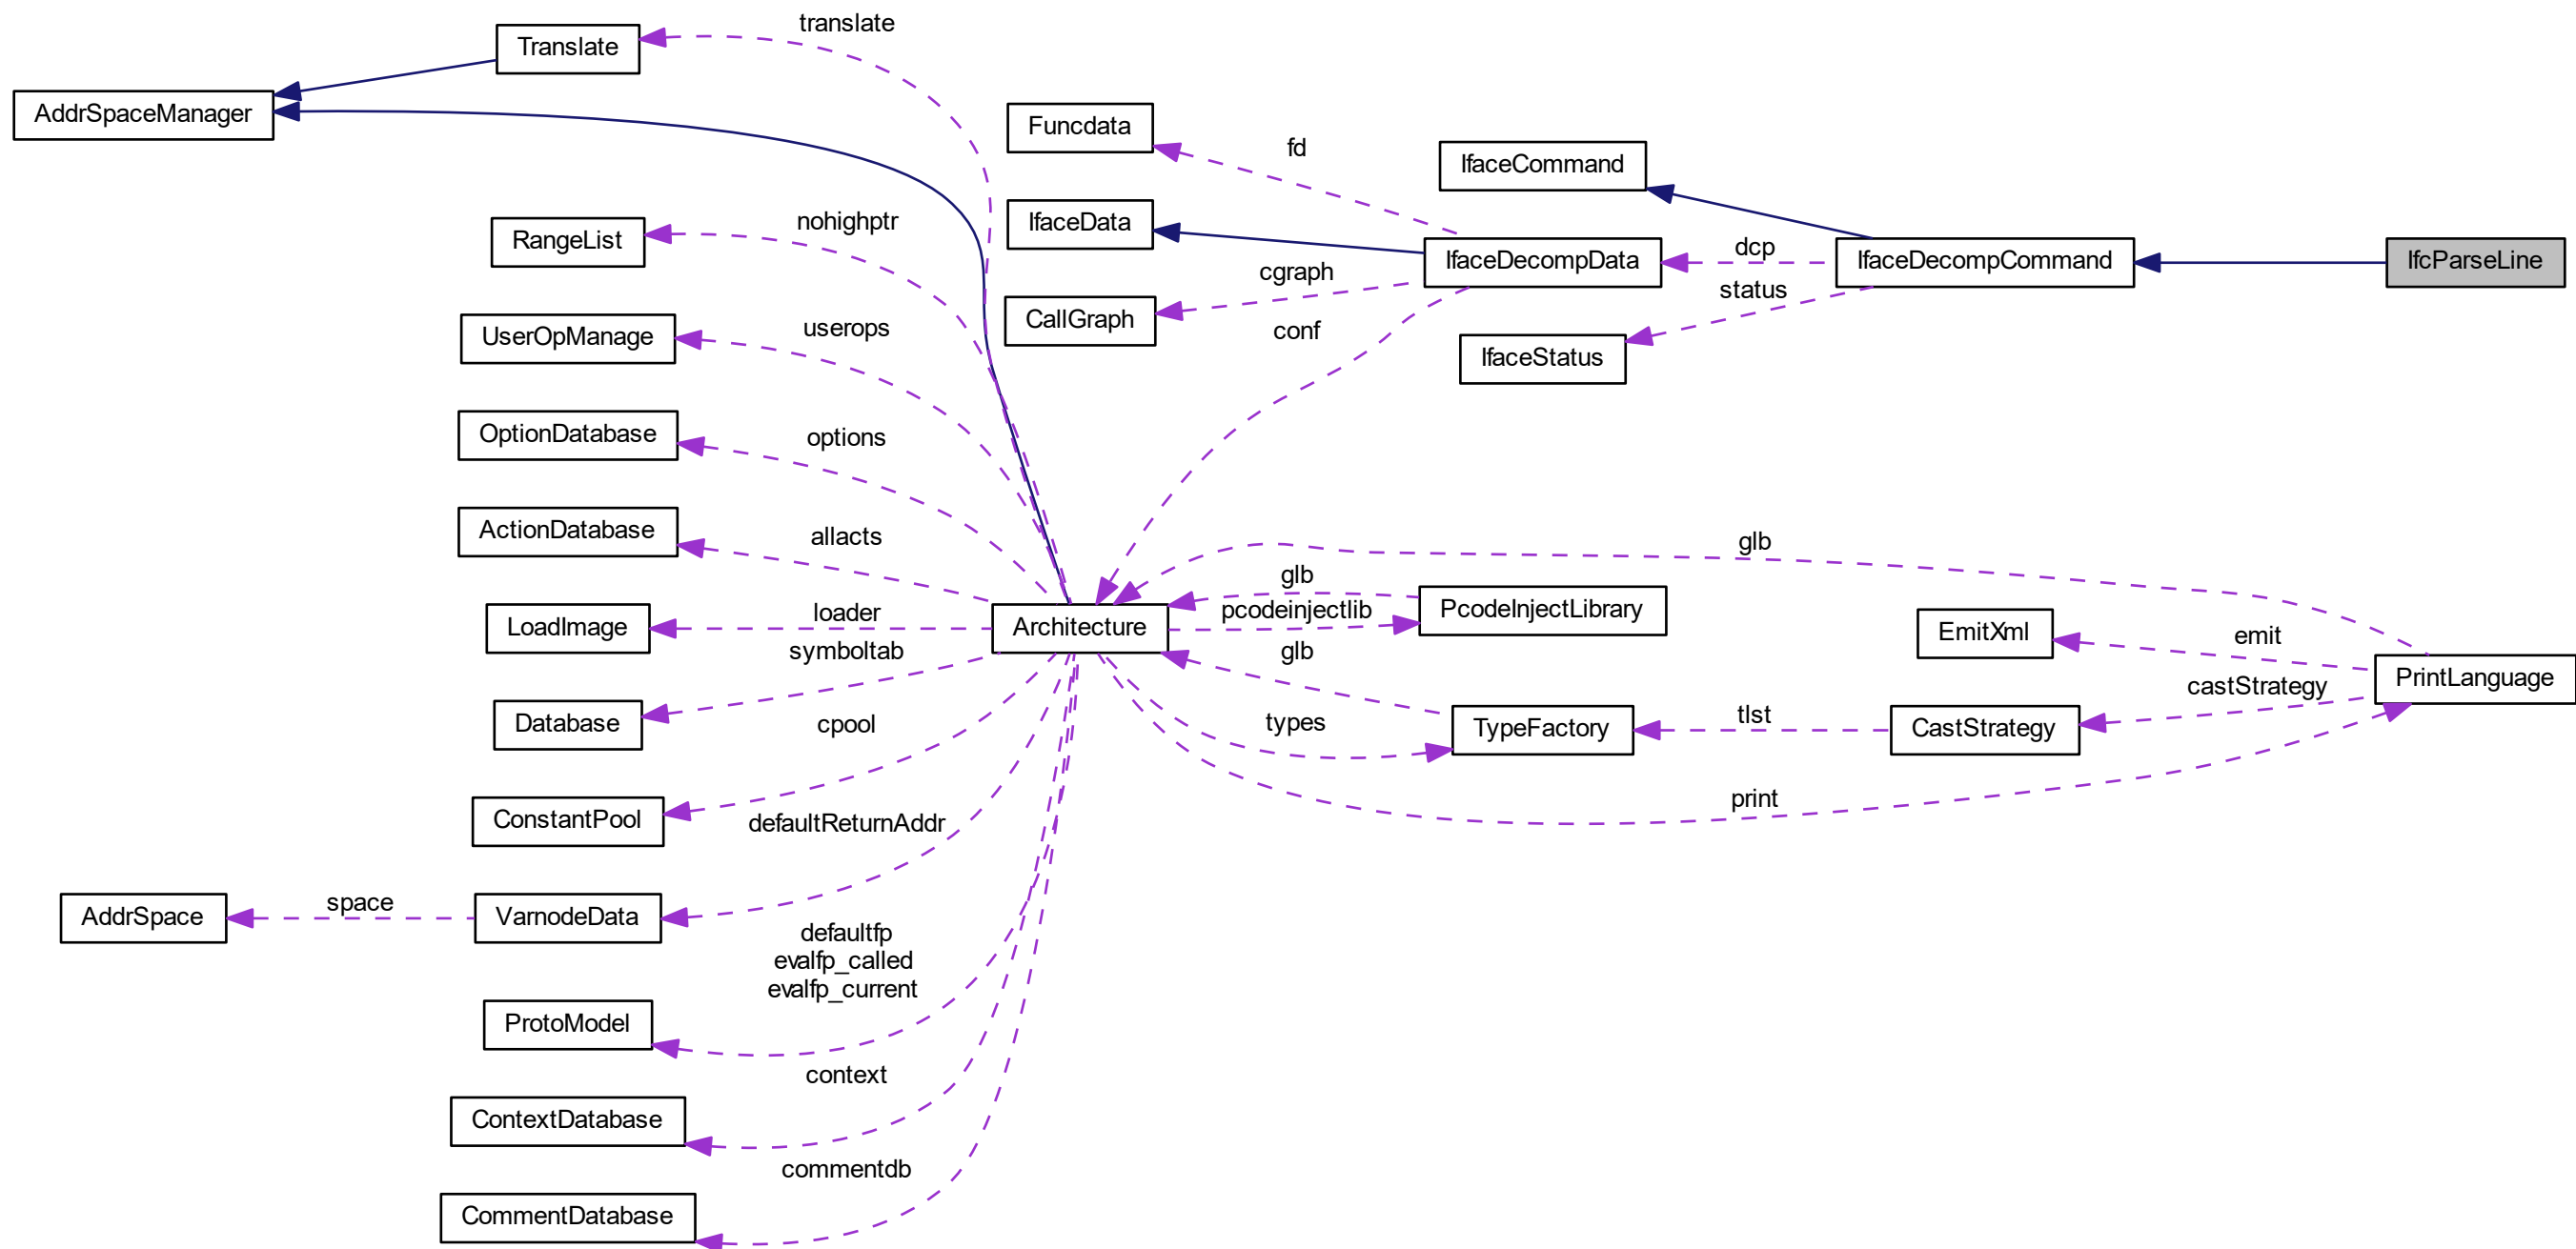 translate
Translate
AddrSpaceManager
Funcdata
fd
IfaceCommand
nohighptr
RangeList
IfaceData
cgraph
IfaceDecompData
dcp
IfaceDecompCommand
IfcParseLine
status
userops
UserOpManage
CallGraph
conf
IfaceStatus
options
OptionDatabase
allacts
ActionDatabase
glb
glb
loader
LoadImage
Architecture
pcodeinjectlib
PcodeInjectLibrary
EmitXml
emit
symboltab
glb
PrintLanguage
castStrategy
Database
cpool
types
TypeFactory
tlst
CastStrategy
print
ConstantPool
defaultReturnAddr
AddrSpace
space
VarnodeData
defaultfp
evalfp_called
evalfp_current
ProtoModel
context
ContextDatabase
commentdb
CommentDatabase